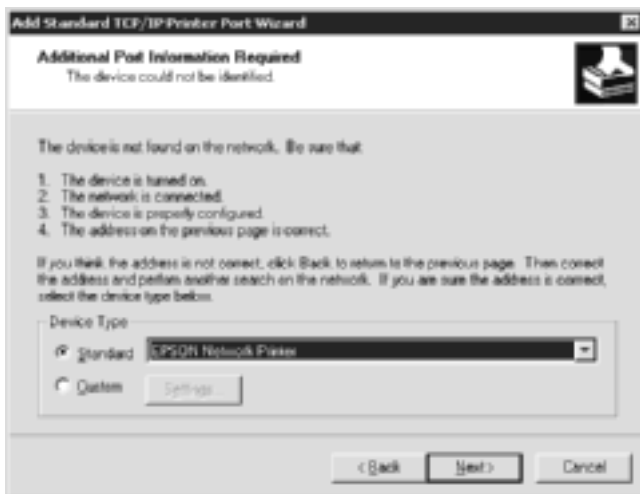 Add Standard TCF/IP Printer Port Wizard
Additional Port Information Required
The device could not be identified.
The device is not found on the network. Be sure that:
1. The device is turned on.
2. The network is connected.
3. The device is properly configured.
4. The address on the previous page is correct.
If you think the address is not correct, click Back to return to the previous page. Then correct
the address and perform another search on the network. If you are sure the address is correct,
select the device type below.
Device Type
Standard EPSON Network Printer
Custom Settings...
< Back Next > Cancel